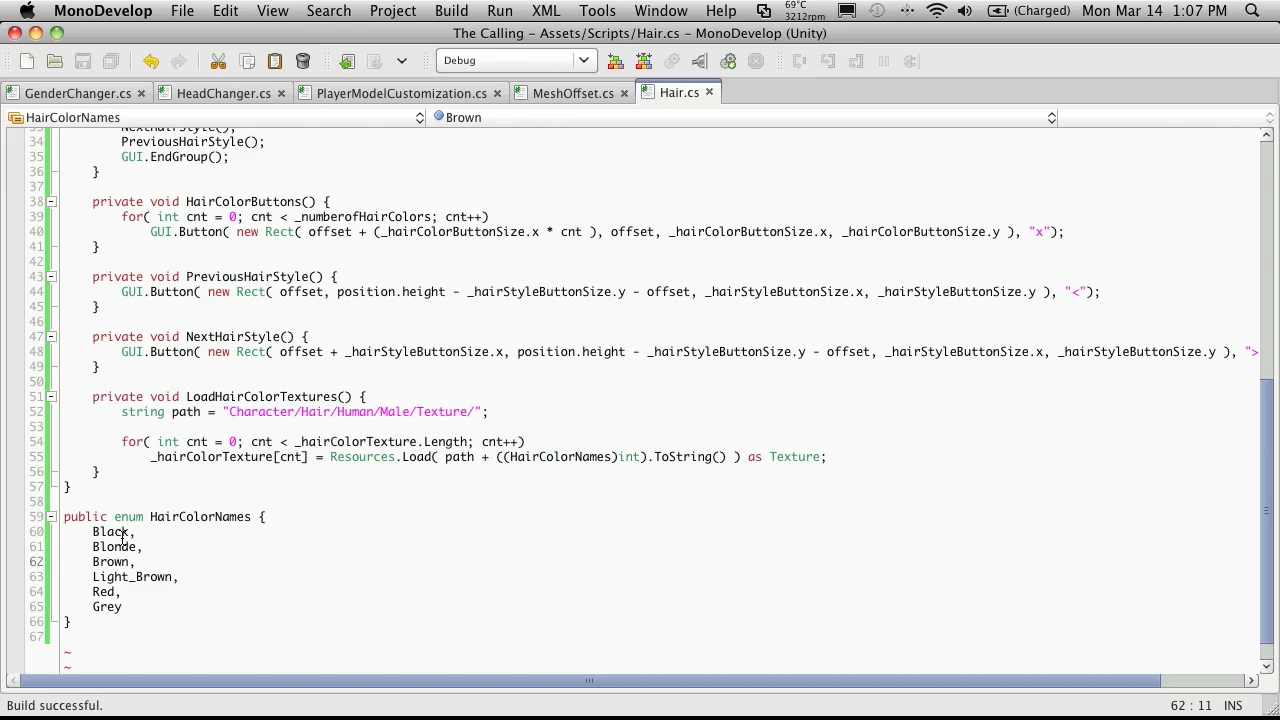 MonoDevelop File Edit View Search Project Build Run XML Tools Window Help 69°C 3212rpm (Charged) Mon Mar 14 1:07 PM
The Calling - Assets/Scripts/Hair.cs - MonoDevelop (Unity)
Debug
GenderChanger.cs HeadChanger.cs PlayerModelCustomization.cs MeshOffset.cs Hair.cs
HairColorNames Brown
33 NextHairStyle();
34 PreviousHairStyle();
35 GUI.EndGroup();
36 }
37
38 private void HairColorButtons() {
39 for( int cnt = 0; cnt < _numberofHairColors; cnt++)
40 GUI.Button( new Rect( offset + (_hairColorButtonSize.x * cnt ), offset, _hairColorButtonSize.x, _hairColorButtonSize.y ), "x");
41 }
42
43 private void PreviousHairStyle() {
44 GUI.Button( new Rect( offset, position.height - _hairStyleButtonSize.y - offset, _hairStyleButtonSize.x, _hairStyleButtonSize.y ), "<");
45 }
46
47 private void NextHairStyle() {
48 GUI.Button( new Rect( offset + _hairStyleButtonSize.x, position.height - _hairStyleButtonSize.y - offset, _hairStyleButtonSize.x, _hairStyleButtonSize.y ), ">
49 }
50
51 private void LoadHairColorTextures() {
52 string path = "Character/Hair/Human/Male/Texture/";
53
54 for( int cnt = 0; cnt < _hairColorTexture.Length; cnt++)
55 _hairColorTexture[cnt] = Resources.Load( path + ((HairColorNames)int).ToString() ) as Texture;
56 }
57 }
58
59 public enum HairColorNames {
60 Black,
61 Blonde,
62 Brown,
63 Light_Brown,
64 Red,
65 Grey
66 }
67
~
~
Build successful. 62 : 11 INS